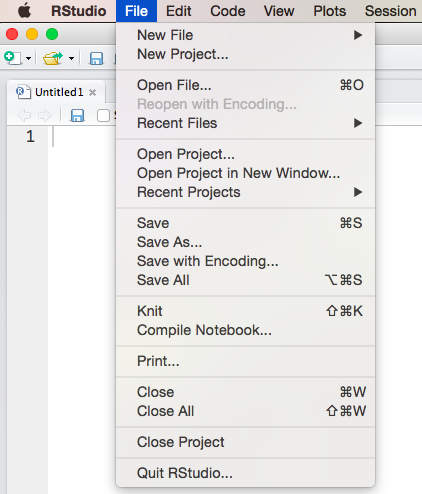 RStudio File Edit Code View Plots Session
New File
New Project...
Open File... ⌘O
Reopen with Encoding...
Recent Files
Untitled1
1
Open Project...
Open Project in New Window...
Recent Projects
Save ⌘S
Save As...
Save with Encoding...
Save All ⌥⌘S
Knit ⇧⌘K
Compile Notebook...
Print...
Close ⌘W
Close All ⇧⌘W
Close Project
Quit RStudio...